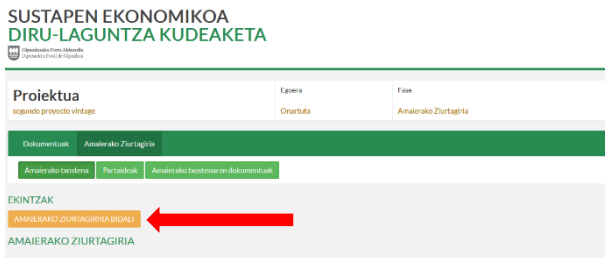 SUSTAPEN EKONOMIKOA
DIRU-LAGUNTZA KUDEAKETA
Gipuzkoako Foru Aldundia
Diputación Foral de Gipuzkoa
Proiektua
segundo proyecto vintage
Egoera
Onartuta
Fase
Amaierako Ziurtagiria
Dokumentuak Amaierako Ziurtagiria
Amaierako txostena Partaideak Amaierako txostenaren dokumentuak
EKINTZAK
AMAIERAKO ZIURTAGIRIRA BIDALI
AMAIERAKO ZIURTAGIRIA